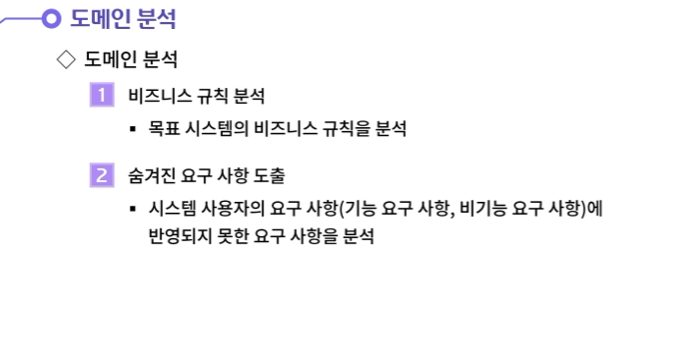 도메인 분석
◇ 도메인 분석
1 비즈니스 규칙 분석
▪ 목표 시스템의 비즈니스 규칙을 분석
2 숨겨진 요구 사항 도출
▪ 시스템 사용자의 요구 사항(기능 요구 사항, 비기능 요구 사항)에
반영되지 못한 요구 사항을 분석